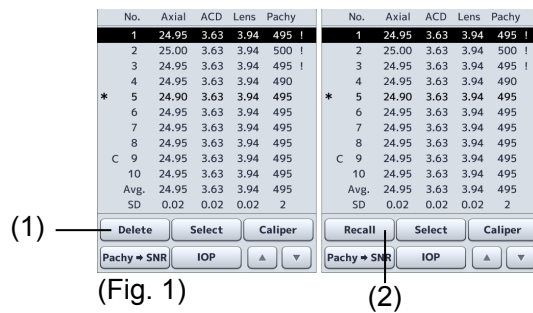 No. Axial ACD Lens Pachy
1 24.95 3.63 3.94 495 !
2 25.00 3.63 3.94 500 !
3 24.95 3.63 3.94 495 !
4 24.95 3.63 3.94 490
* 5 24.90 3.63 3.94 495
6 24.95 3.63 3.94 495
7 24.95 3.63 3.94 495
8 24.95 3.63 3.94 495
C 9 24.95 3.63 3.94 495
10 24.95 3.63 3.94 495
Avg. 24.95 3.63 3.94 495
SD 0.02 0.02 0.02 2
(1) Delete Select Caliper
Pachy ➡ SNR IOP ▲ ▼
(Fig. 1)
No. Axial ACD Lens Pachy
1 24.95 3.63 3.94 495 !
2 25.00 3.63 3.94 500 !
3 24.95 3.63 3.94 495 !
4 24.95 3.63 3.94 490
* 5 24.90 3.63 3.94 495
6 24.95 3.63 3.94 495
7 24.95 3.63 3.94 495
8 24.95 3.63 3.94 495
C 9 24.95 3.63 3.94 495
10 24.95 3.63 3.94 495
Avg. 24.95 3.63 3.94 495
SD 0.02 0.02 0.02 2
Recall Select Caliper
Pachy ➡ SNR IOP ▲ ▼
(2)